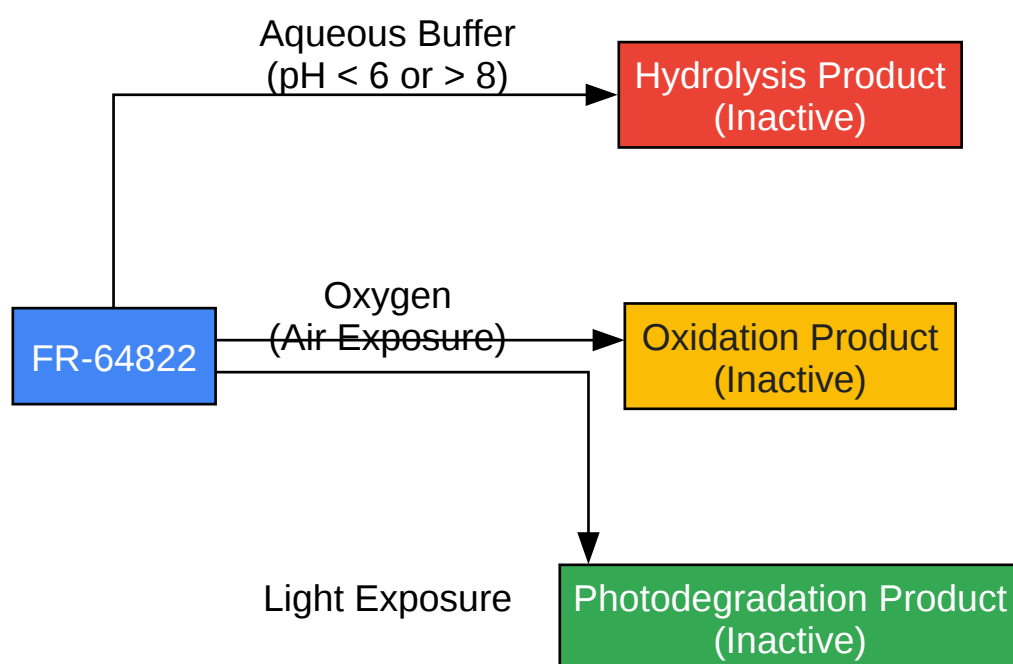 Aqueous Buffer
(pH < 6 or > 8)
Hydrolysis Product
(Inactive)
FR-64822
Oxygen
(Air Exposure)
Oxidation Product
(Inactive)
Light Exposure
Photodegradation Product
(Inactive)